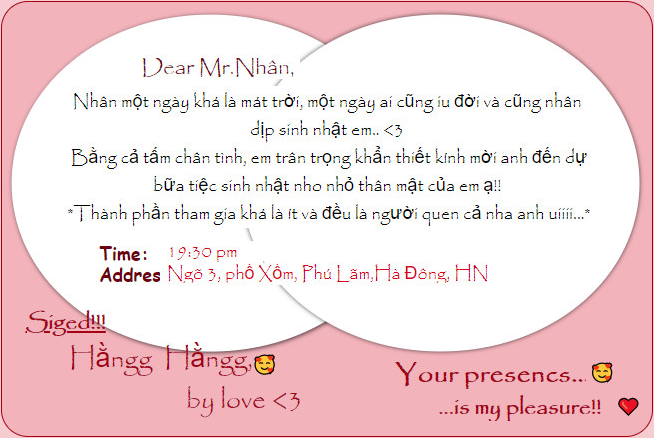 Dear Mr.Nhân,
Nhân một ngày khá là mát trời, một ngày ai cũng iu đời và cũng nhân
dịp sinh nhật em.. <3
Bằng cả tấm chân tình, em trân trọng khẩn thiết kính mời anh đến dự
bữa tiệc sinh nhật nho nhỏ thân mật của em ạ!!
*Thành phần tham gia khá là ít và đều là người quen cả nha anh uiiii...*
Time: 19:30 pm
Addres Ngõ 3, phố Xốm, Phú Lãm,Hà Đông, HN
Siged!!!
Hằngg Hằngg,🥰
by love <3
Your presencs...🥰
...is my pleasure!! ❤️